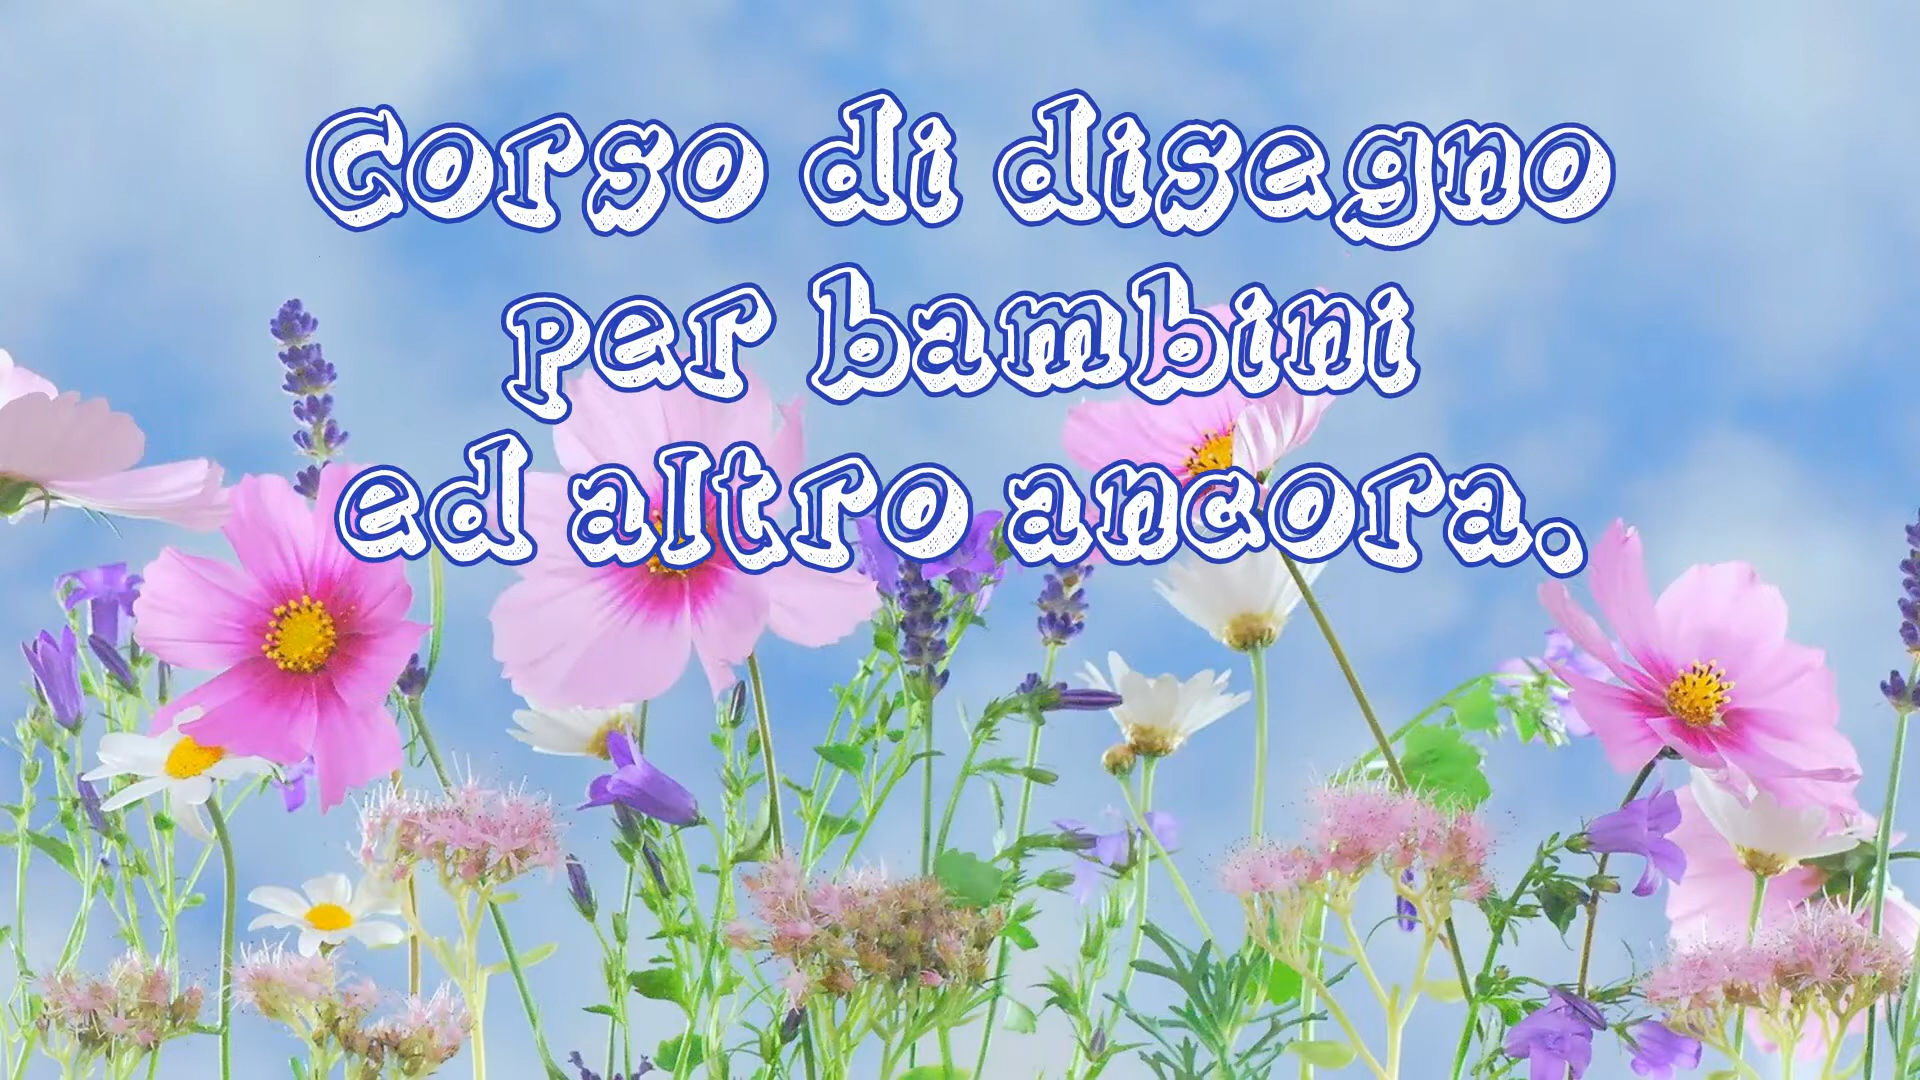 Corso di disegno
per bambini
ed altro ancora.